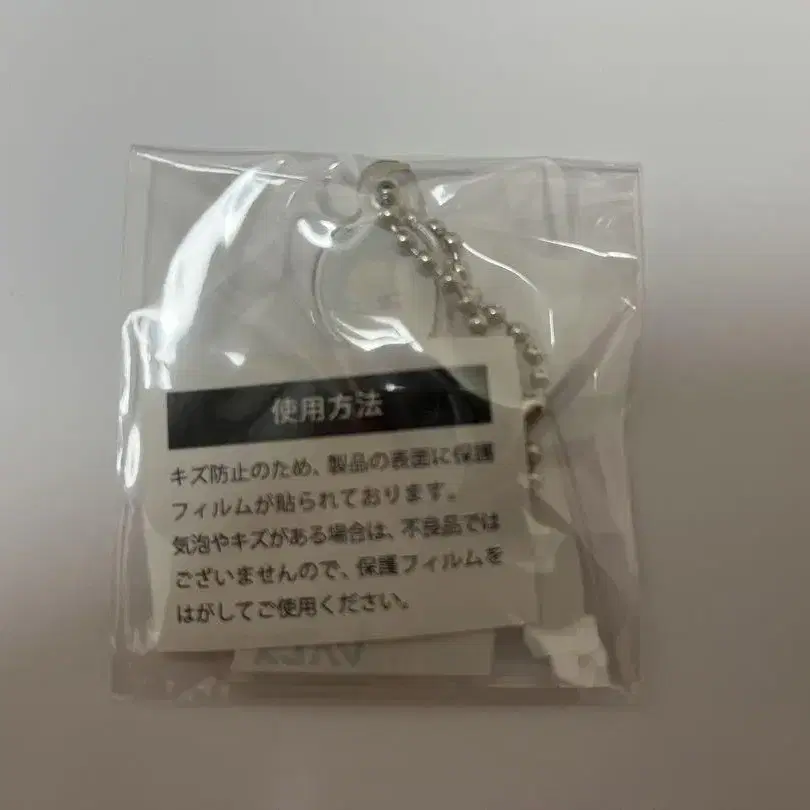 使用方法
キズ防止のため、製品の表面に保護
フィルムが貼られております。
気泡やキズがある場合は、不良品では
ございませんので、保護フィルムを
はがしてご使用ください。